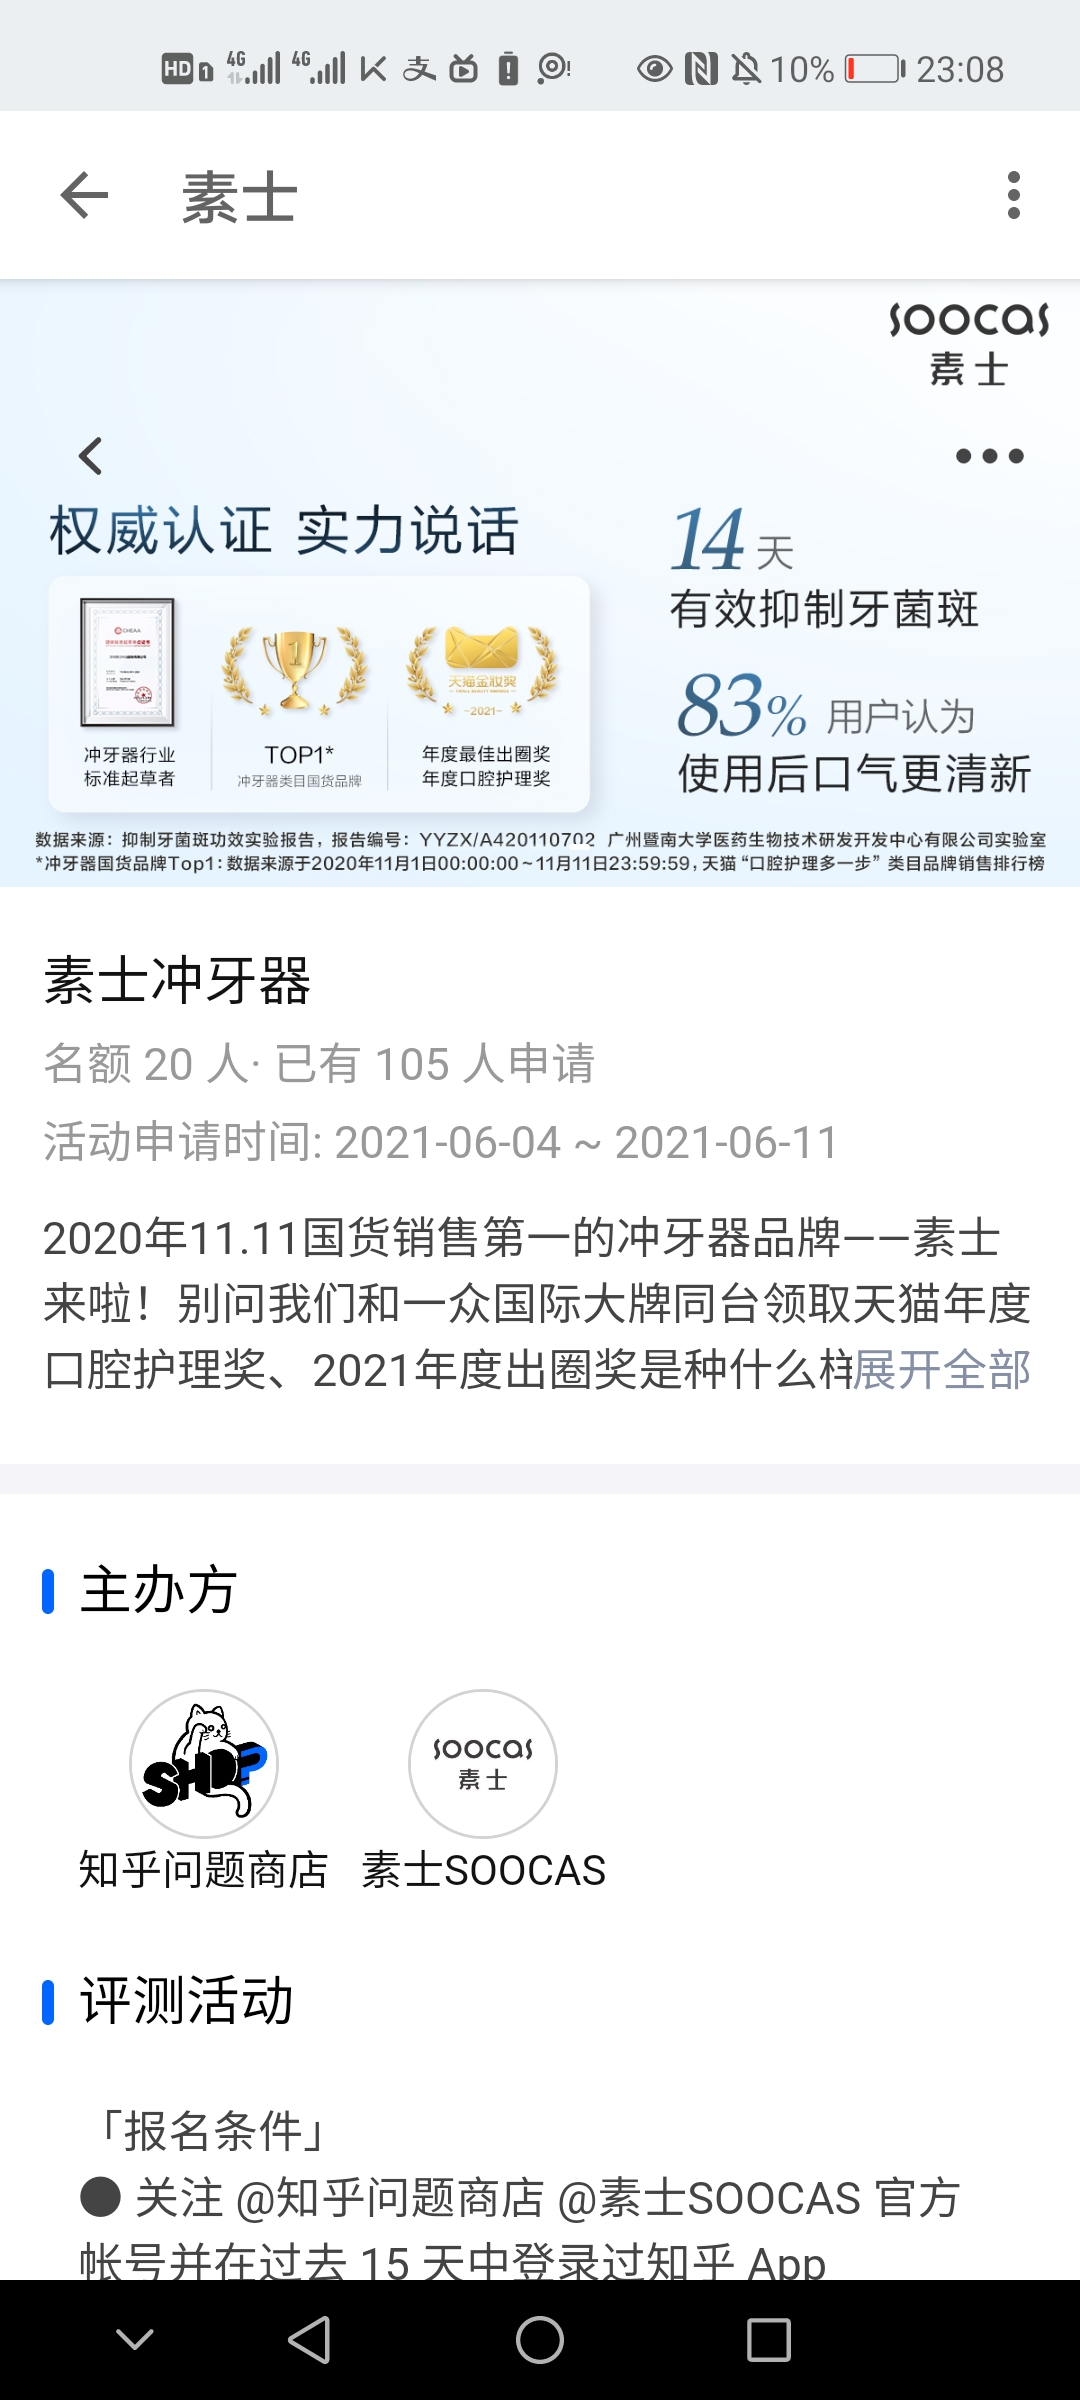 HD 1 4G 4G 支 10% 23:08
素士
soocas
素士
权威认证 实力说话
14 天
有效抑制牙菌斑
CHEAA
1
天猫金妆奖
~2021~
83% 用户认为
使用后口气更清新
冲牙器行业
标准起草者
TOP1*
冲牙器类目国货品牌
年度最佳出圈奖
年度口腔护理奖
数据来源：抑制牙菌斑功效实验报告，报告编号：YYZX/A420110702 广州暨南大学医药生物技术研发开发中心有限公司实验室
*冲牙器国货品牌Top1：数据来源于2020年11月1日00:00:00~11月11日23:59:59，天猫“口腔护理多一步”类目品牌销售排行榜
素士冲牙器
名额 20 人· 已有 105 人申请
活动申请时间: 2021-06-04 ~ 2021-06-11
2020年11.11国货销售第一的冲牙器品牌——素士
来啦！别问我们和一众国际大牌同台领取天猫年度
口腔护理奖、2021年度出圈奖是种什么样展开全部
主办方
SHOP
soocas
素士
知乎问题商店 素士SOOCAS
评测活动
「报名条件」
● 关注 @知乎问题商店 @素士SOOCAS 官方
帐号并在过去 15 天中登录过知乎 App